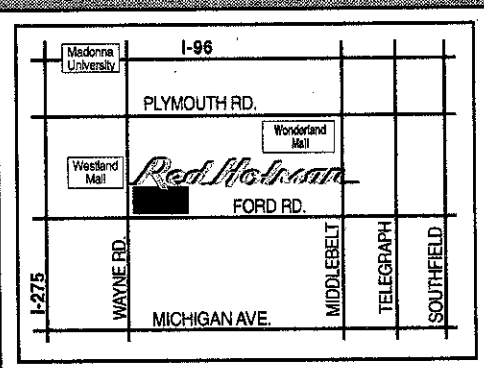 I-96
Madonna
University
PLYMOUTH RD.
Wonderland
Mall
Westland
Mall
Red Holman
FORD RD.
I-275
WAYNE RD.
MIDDLEBELT
TELEGRAPH
SOUTHFIELD
MICHIGAN AVE.